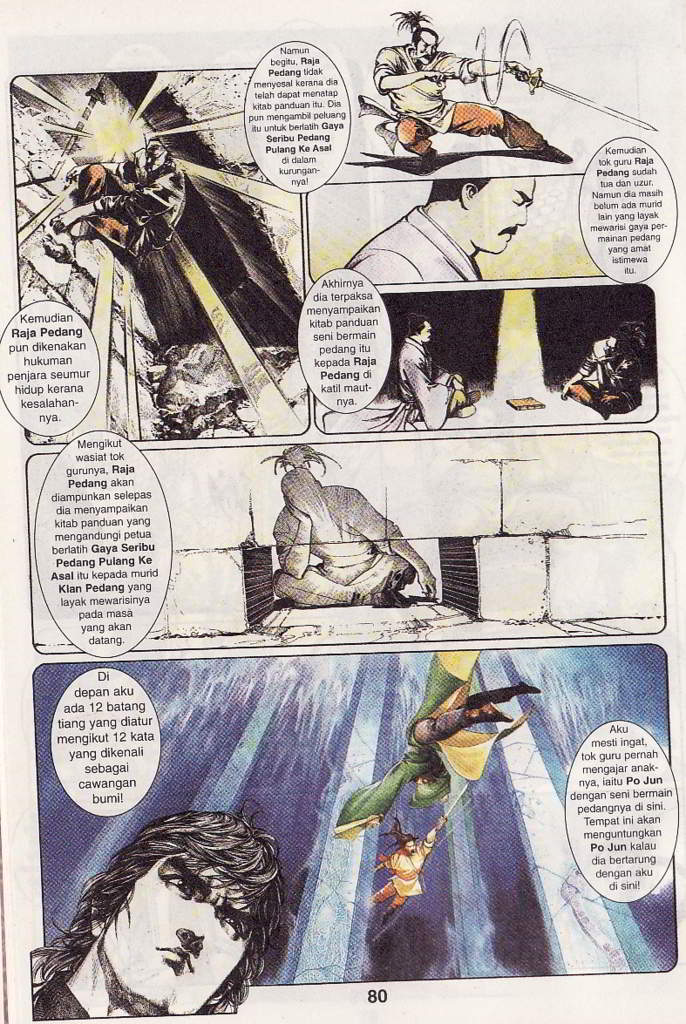 Namun
begitu, Raja
Pedang tidak
menyesal kerana dia
telah dapat menatap
kitab panduan itu. Dia
pun mengambil peluang
itu untuk berlatih Gaya
Seribu Pedang
Pulang Ke Asal
di dalam
kurungan-
nya!
Kemudian
tok guru Raja
Pedang sudah
tua dan uzur.
Namun dia masih
belum ada murid
lain yang layak
mewarisi gaya per-
mainan pedang
yang amat
istimewa
itu.
Kemudian
Raja Pedang
pun dikenakan
hukuman
penjara seumur
hidup kerana
kesalahan-
nya.
Akhirnya
dia terpaksa
menyampaikan
kitab panduan
seni bermain
pedang itu
kepada Raja
Pedang di
katil maut-
nya.
Mengikut
wasiat tok
gurunya, Raja
Pedang akan
diampunkan selepas
dia menyampaikan
kitab panduan yang
mengandungi petua
berlatih Gaya Seribu
Pedang Pulang Ke
Asal itu kepada murid
Klan Pedang yang
layak mewarisinya
pada masa
yang akan
datang.
Di
depan aku
ada 12 batang
tiang yang diatur
mengikut 12 kata
yang dikenali
sebagai
cawangan
bumi!
Aku
mesti ingat,
tok guru pernah
mengajar anak-
nya, iaitu Po Jun
dengan seni bermain
pedangnya di sini.
Tempat ini akan
menguntungkan
Po Jun kalau
dia bertarung
dengan aku
di sini!
80